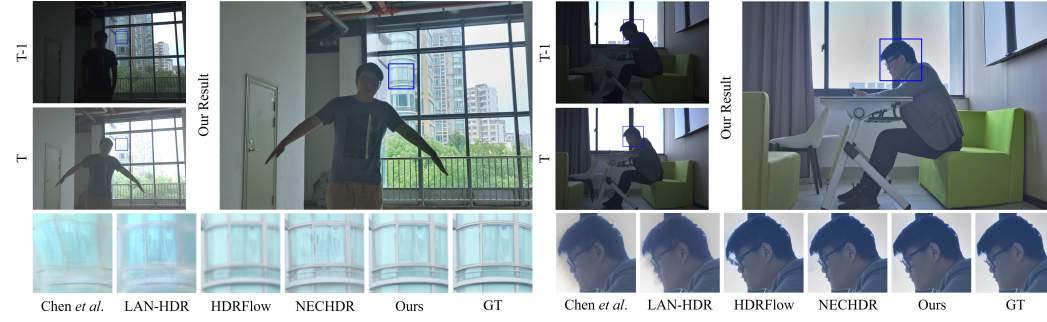 T-1
T
Our Result
Chen et al.
LAN-HDR
HDRFlow
NECHDR
Ours
GT
T-1
T
Our Result
Chen et al.
LAN-HDR
HDRFlow
NECHDR
Ours
GT